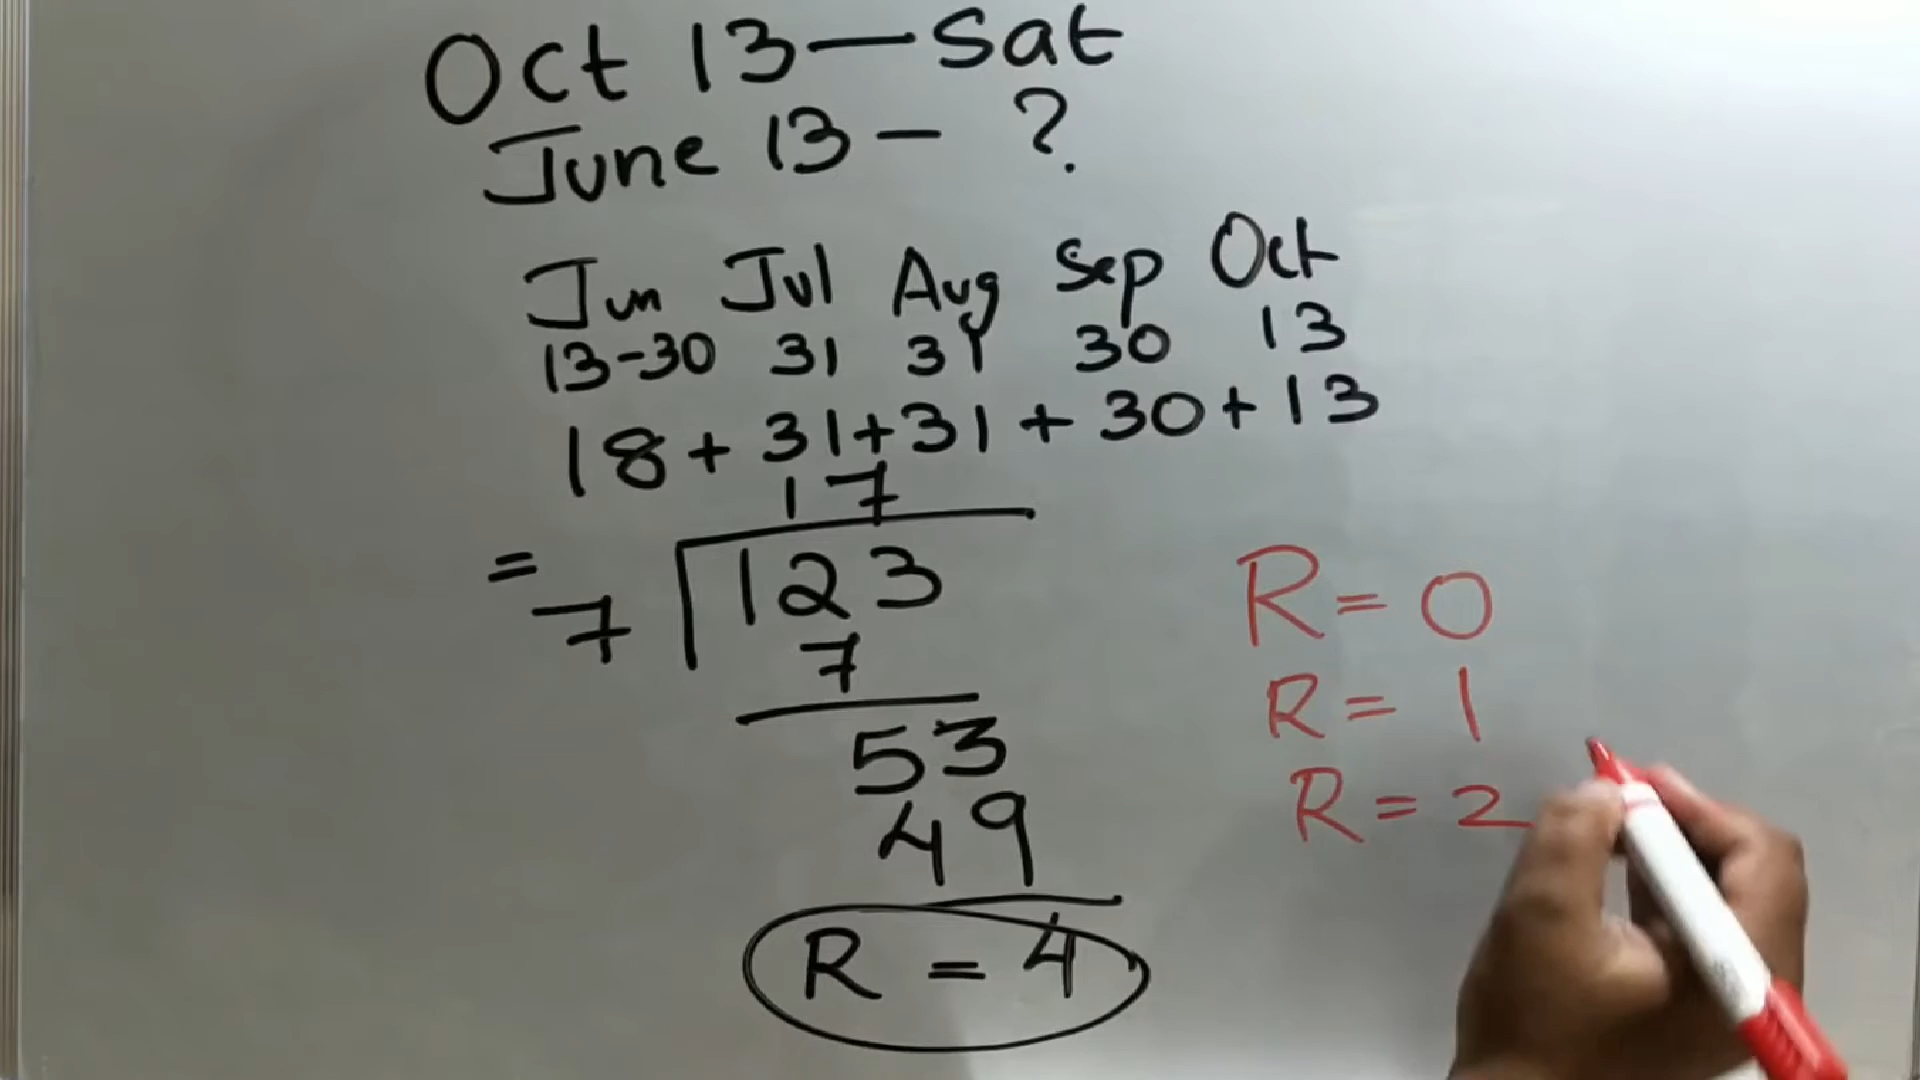 Oct 13 — Sat
June 13 - ?
Jun Jul Aug Sep Oct
13-30 31 31 30 13
18 + 31 + 31 + 30 + 13
17
= 7 123
7
53
49
R = 4
R = 0
R = 1
R = 2